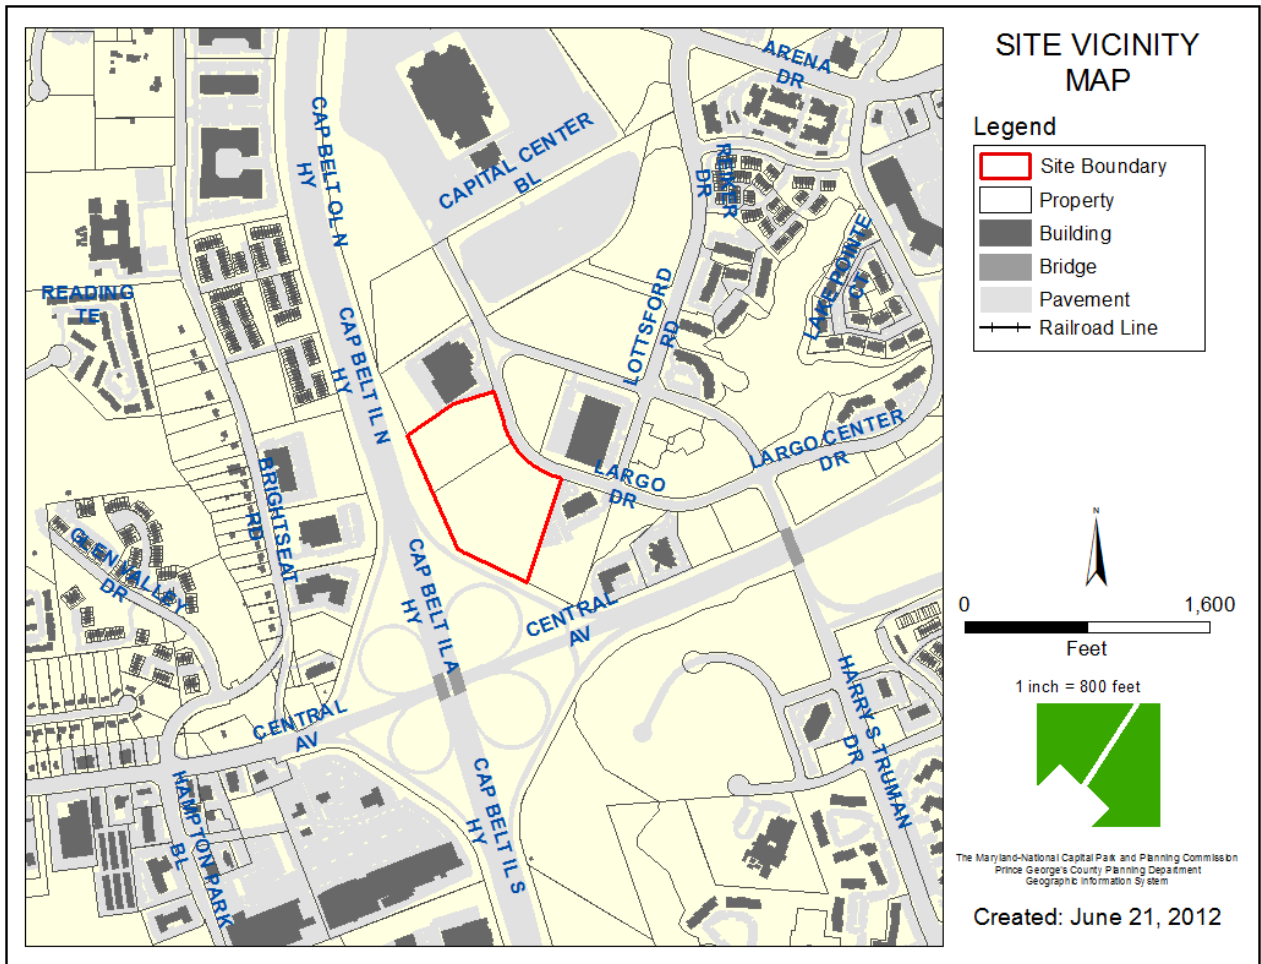 SITE VICINITY
MAP
Legend
Site Boundary
Property
Building
Bridge
Pavement
Railroad Line
N
0 1,600
Feet
1 inch = 800 feet
The Maryland-National Capital Park and Planning Commission
Prince George's County Planning Department
Geographic Information System
Created: June 21, 2012
ARENA
DR
CAP BELT OL N
HY
CAPITAL CENTER
BL
REIKER
DR
LAKE POINTE
CT
READING
TE
LOTTSFORD
RD
CAP BELT IL N
HY
LARGO CENTER
DR
LARGO
DR
BRIGHTSEAT
RD
GLEN VALLEY
DR
CAP BELT IL A
HY
CENTRAL
AV
CENTRAL
AV
HARRY S TRUMAN
DR
HAMPTON PARK
BL
CAP BELT IL S
HY